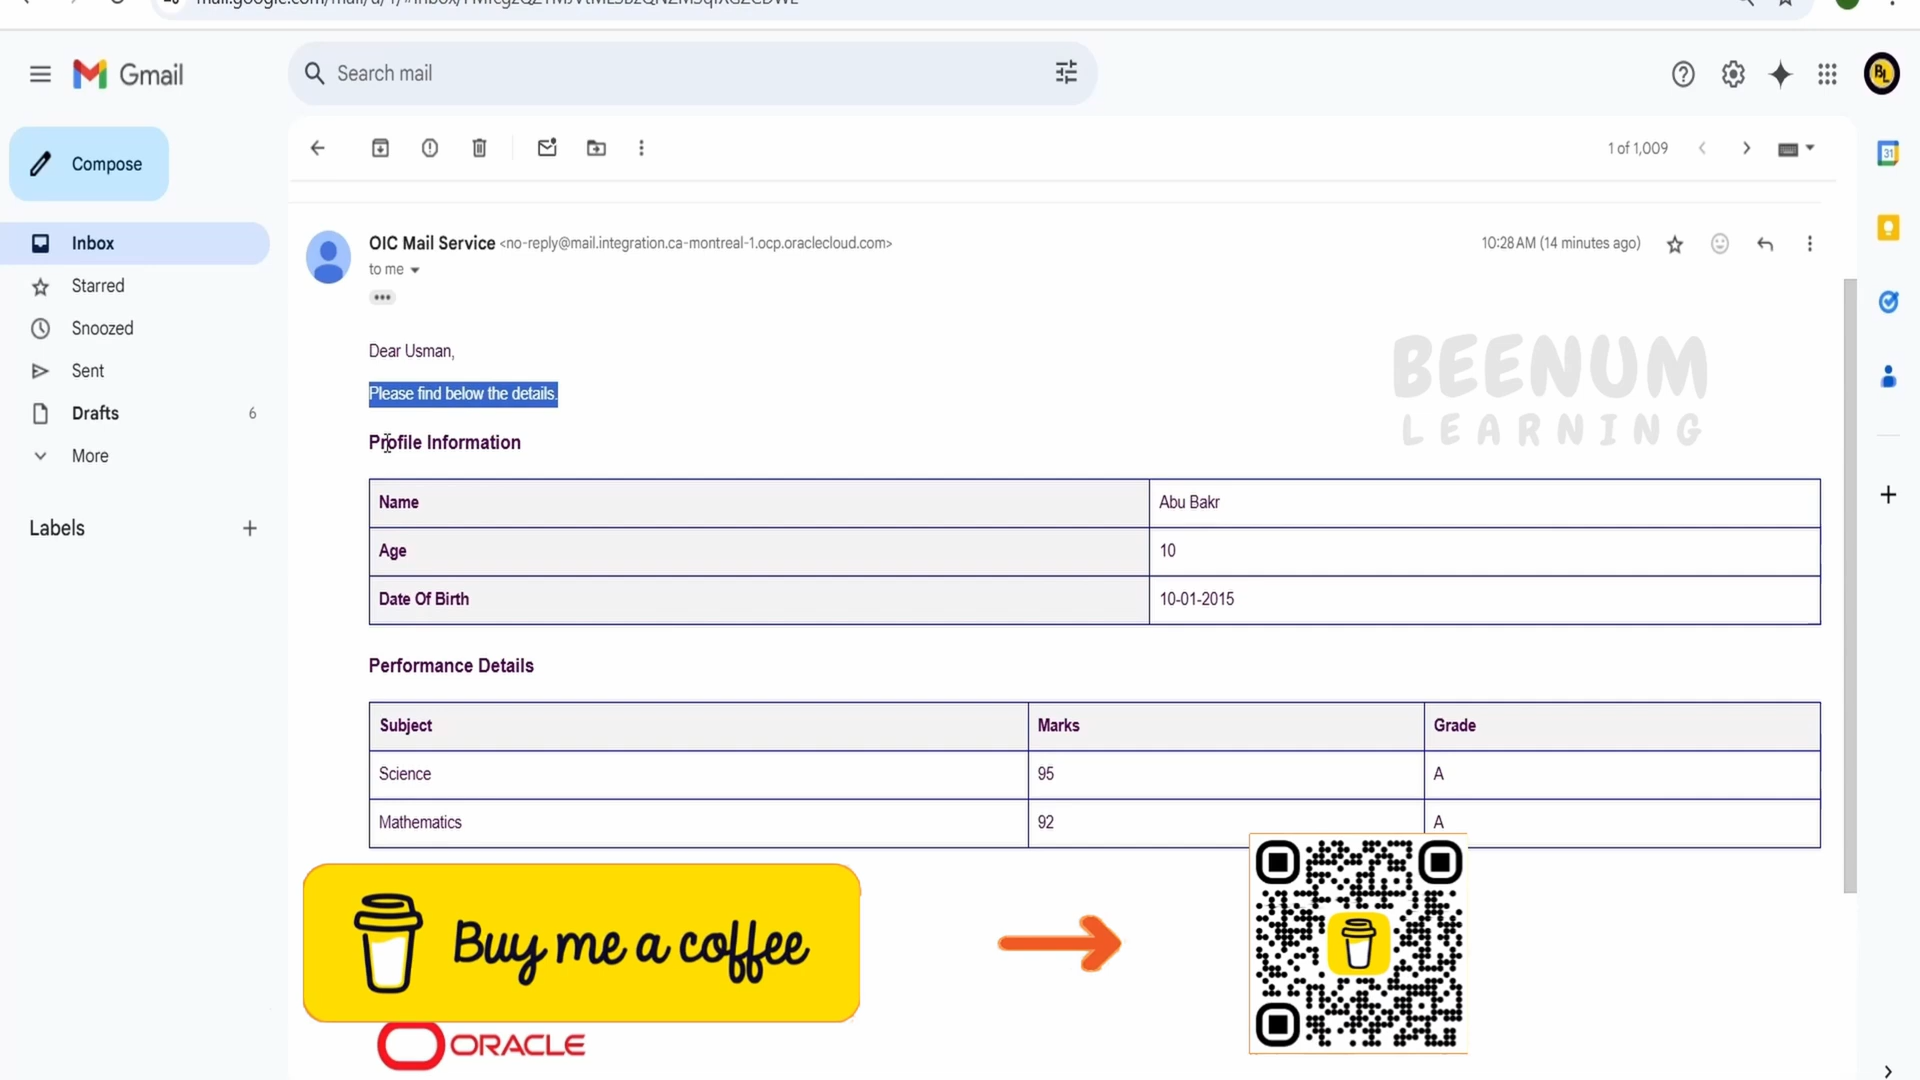 Gmail
Search mail
BL
Compose
1 of 1,009
31
Inbox
Starred
Snoozed
Sent
Drafts 6
More
Labels
OIC Mail Service <no-reply@mail.integration.ca-montreal-1.ocp.oraclecloud.com>
10:28 AM (14 minutes ago)
to me
Dear Usman,
Please find below the details.
BEENUM
LEARNING
Profile Information
Name Abu Bakr
Age 10
Date Of Birth 10-01-2015
Performance Details
Subject Marks Grade
Science 95 A
Mathematics 92 A
Buy me a coffee
ORACLE